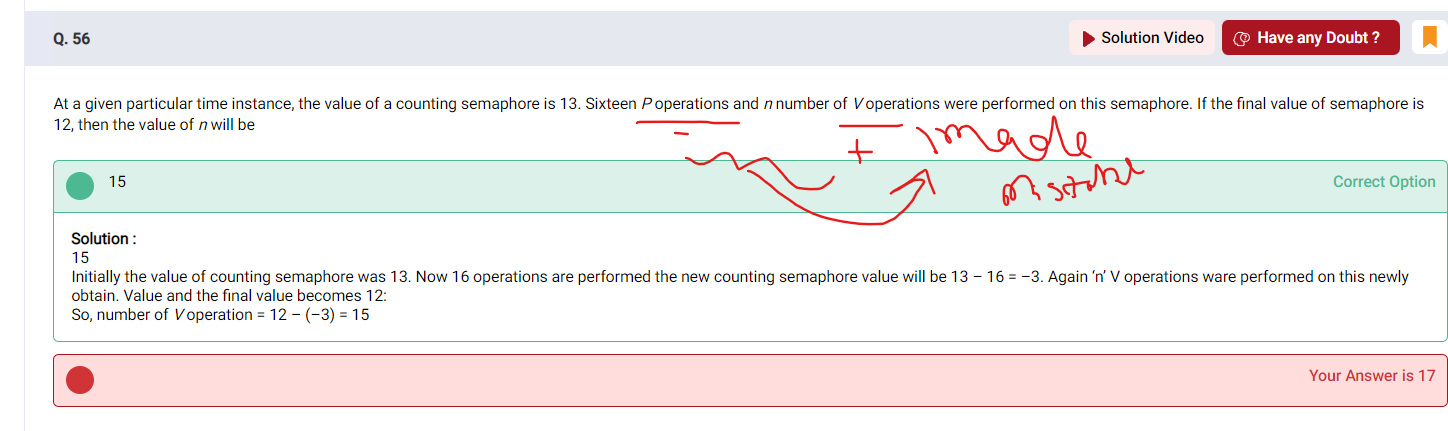 Q. 56
Solution Video
Have any Doubt ?
At a given particular time instance, the value of a counting semaphore is 13. Sixteen P operations and n number of V operations were performed on this semaphore. If the final value of semaphore is
12, then the value of n will be
−
+
imade
mistake
15
Correct Option
Solution :
15
Initially the value of counting semaphore was 13. Now 16 operations are performed the new counting semaphore value will be 13 − 16 = −3. Again ‘n’ V operations ware performed on this newly
obtain. Value and the final value becomes 12:
So, number of V operation = 12 − (−3) = 15
Your Answer is 17